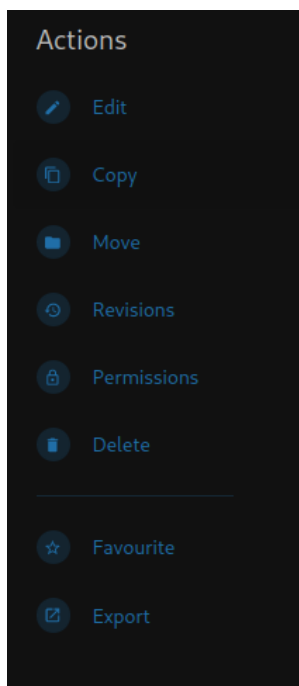 Actions
Edit
Copy
Move
Revisions
Permissions
Delete
Favourite
Export